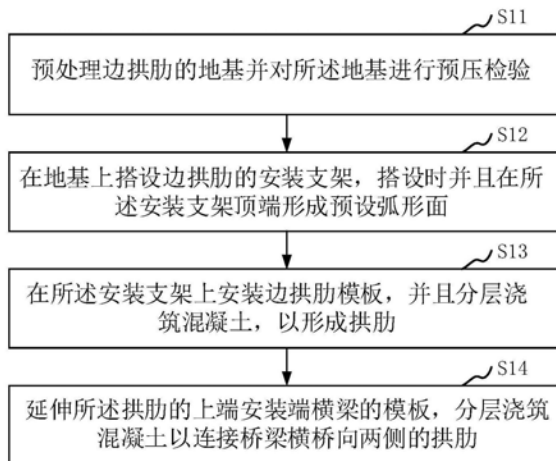 S11
预处理边拱肋的地基并对所述地基进行预压检验
S12
在地基上搭设边拱肋的安装支架，搭设时并且在所
述安装支架顶端形成预设弧形面
S13
在所述安装支架上安装边拱肋模板，并且分层浇
筑混凝土，以形成拱肋
S14
延伸所述拱肋的上端安装端横梁的模板，分层浇筑
混凝土以连接桥梁横桥向两侧的拱肋